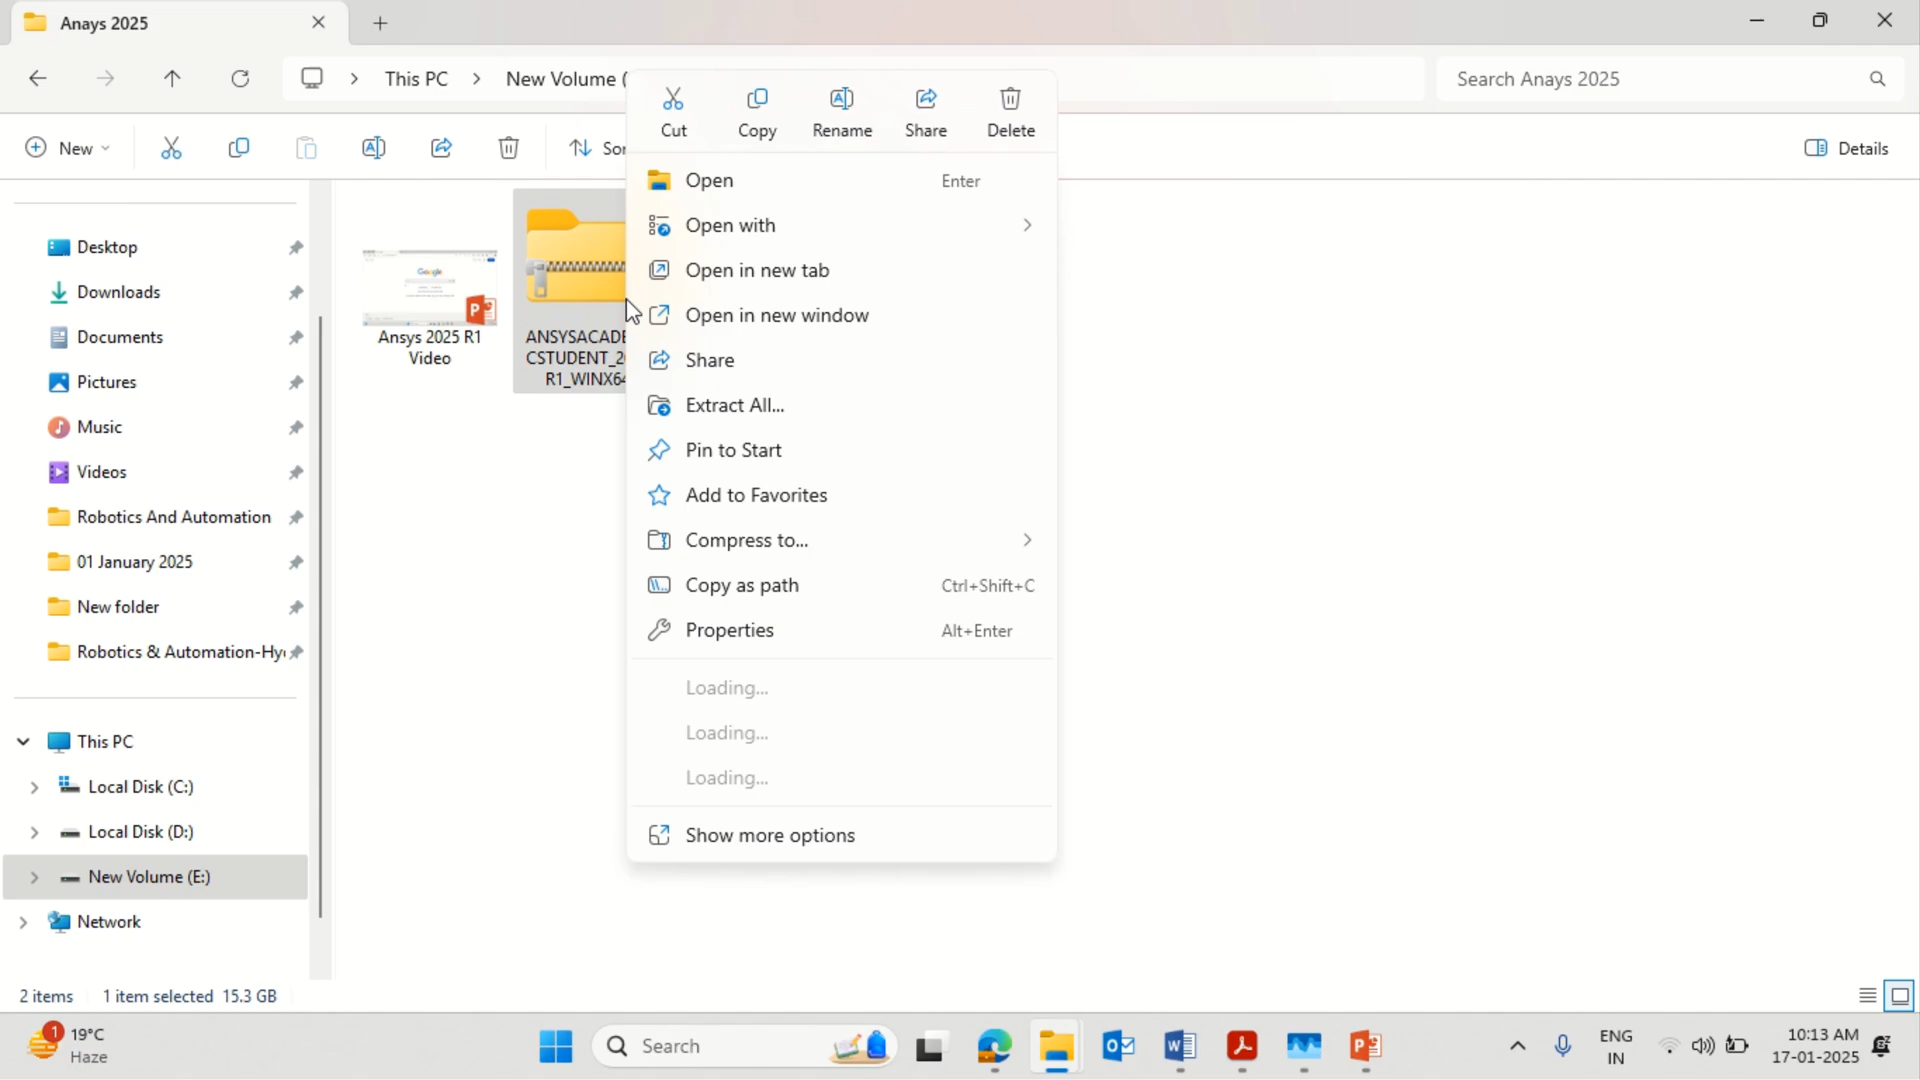 Anays 2025
This PC
New Volume (
Search Anays 2025
New
Sor
Details
Cut
Copy
Rename
Share
Delete
Open Enter
Open with
Open in new tab
Open in new window
Share
Extract All...
Pin to Start
Add to Favorites
Compress to...
Copy as path Ctrl+Shift+C
Properties Alt+Enter
Loading...
Loading...
Loading...
Show more options
Google
Ansys 2025 R1
Video
ANSYSACADE
CSTUDENT_2
R1_WINX64
Desktop
Downloads
Documents
Pictures
Music
Videos
Robotics And Automation
01 January 2025
New folder
Robotics & Automation-Hy
This PC
Local Disk (C:)
Local Disk (D:)
New Volume (E:)
Network
2 items 1 item selected 15.3 GB
1
19°C
Haze
Search
ENG
IN
10:13 AM
17-01-2025